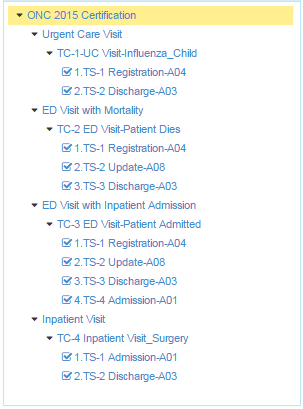 ONC 2015 Certification
Urgent Care Visit
TC-1-UC Visit-Influenza_Child
1.TS-1 Registration-A04
2.TS-2 Discharge-A03
ED Visit with Mortality
TC-2 ED Visit-Patient Dies
1.TS-1 Registration-A04
2.TS-2 Update-A08
3.TS-3 Discharge-A03
ED Visit with Inpatient Admission
TC-3 ED Visit-Patient Admitted
1.TS-1 Registration-A04
2.TS-2 Update-A08
3.TS-3 Discharge-A03
4.TS-4 Admission-A01
Inpatient Visit
TC-4 Inpatient Visit_Surgery
1.TS-1 Admission-A01
2.TS-2 Discharge-A03